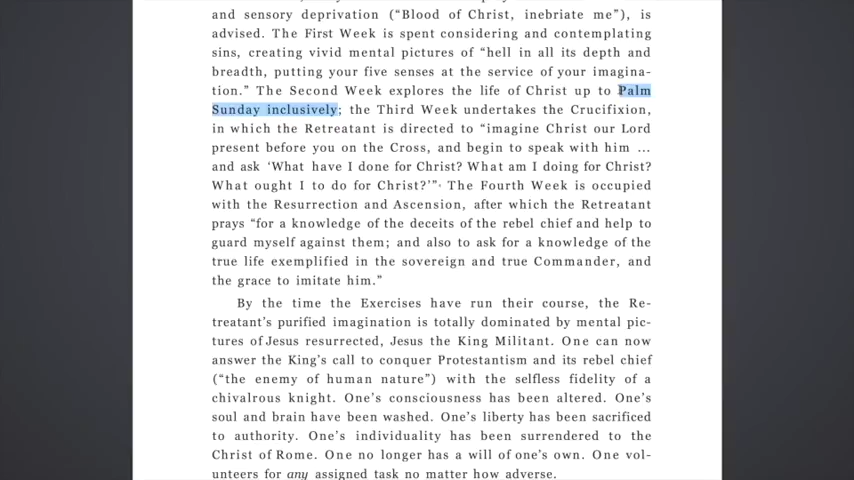 and sensory deprivation (“Blood of Christ, inebriate me”), is
advised. The First Week is spent considering and contemplating
sins, creating vivid mental pictures of “hell in all its depth and
breadth, putting your five senses at the service of your imagina-
tion.” The Second Week explores the life of Christ up to Palm
Sunday inclusively; the Third Week undertakes the Crucifixion,
in which the Retreatant is directed to “imagine Christ our Lord
present before you on the Cross, and begin to speak with him ...
and ask ‘What have I done for Christ? What am I doing for Christ?
What ought I to do for Christ?’” The Fourth Week is occupied
with the Resurrection and Ascension, after which the Retreatant
prays “for a knowledge of the deceits of the rebel chief and help to
guard myself against them; and also to ask for a knowledge of the
true life exemplified in the sovereign and true Commander, and
the grace to imitate him.”
By the time the Exercises have run their course, the Re-
treatant’s purified imagination is totally dominated by mental pic-
tures of Jesus resurrected, Jesus the King Militant. One can now
answer the King’s call to conquer Protestantism and its rebel chief
(“the enemy of human nature”) with the selfless fidelity of a
chivalrous knight. One’s consciousness has been altered. One’s
soul and brain have been washed. One’s liberty has been sacrificed
to authority. One’s individuality has been surrendered to the
Christ of Rome. One no longer has a will of one’s own. One vol-
unteers for any assigned task no matter how adverse.